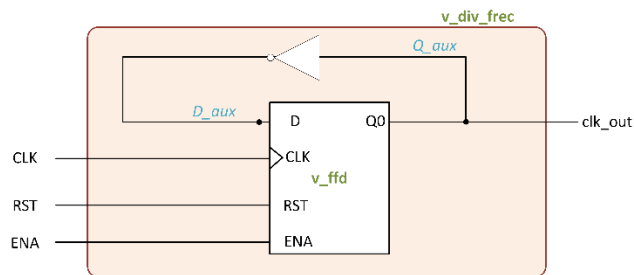 v_div_frec
Q_aux
D_aux
D
Q0
clk_out
CLK
CLK
v_ffd
RST
RST
ENA
ENA